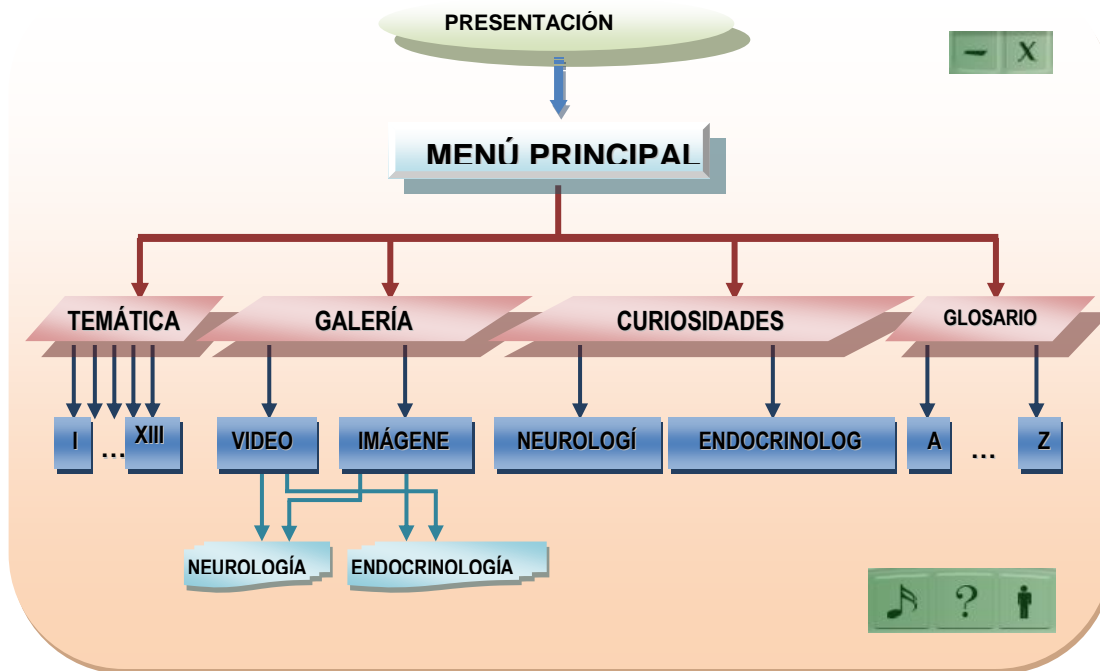 PRESENTACIÓN
– X
MENÚ PRINCIPAL
TEMÁTICA GALERÍA CURIOSIDADES GLOSARIO
I ... XIII VIDEO IMÁGENE NEUROLOGÍ ENDOCRINOLOG A ... Z
NEUROLOGÍA ENDOCRINOLOGÍA
?